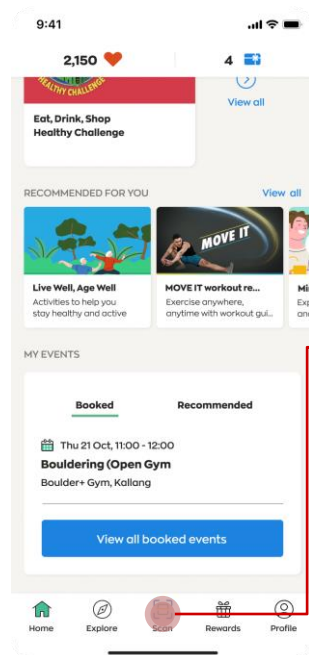 9:41
2,150
4
HEALTHY CHALLENGE
View all
Eat, Drink, Shop
Healthy Challenge
RECOMMENDED FOR YOU
View all
MOVE IT
Live Well, Age Well
Activities to help you
stay healthy and active
MOVE IT workout re...
Exercise anywhere,
anytime with workout gui...
Mi
Exp
and
MY EVENTS
Booked
Recommended
Thu 21 Oct, 11:00 - 12:00
Bouldering (Open Gym
Boulder+ Gym, Kallang
View all booked events
Home
Explore
Scan
Rewards
Profile